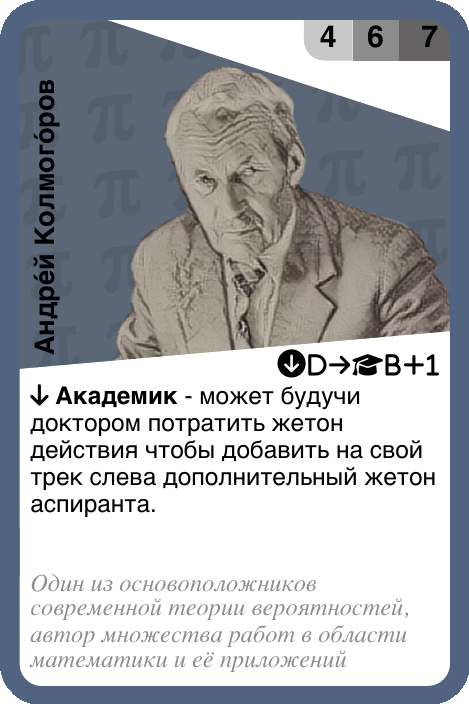 4 6 7
Андре́й Колмого́ров
D→B+1
↓ Академик - может будучи
доктором потратить жетон
действия чтобы добавить на свой
трек слева дополнительный жетон
аспиранта.
Один из основоположников
современной теории вероятностей,
автор множества работ в области
математики и её приложений